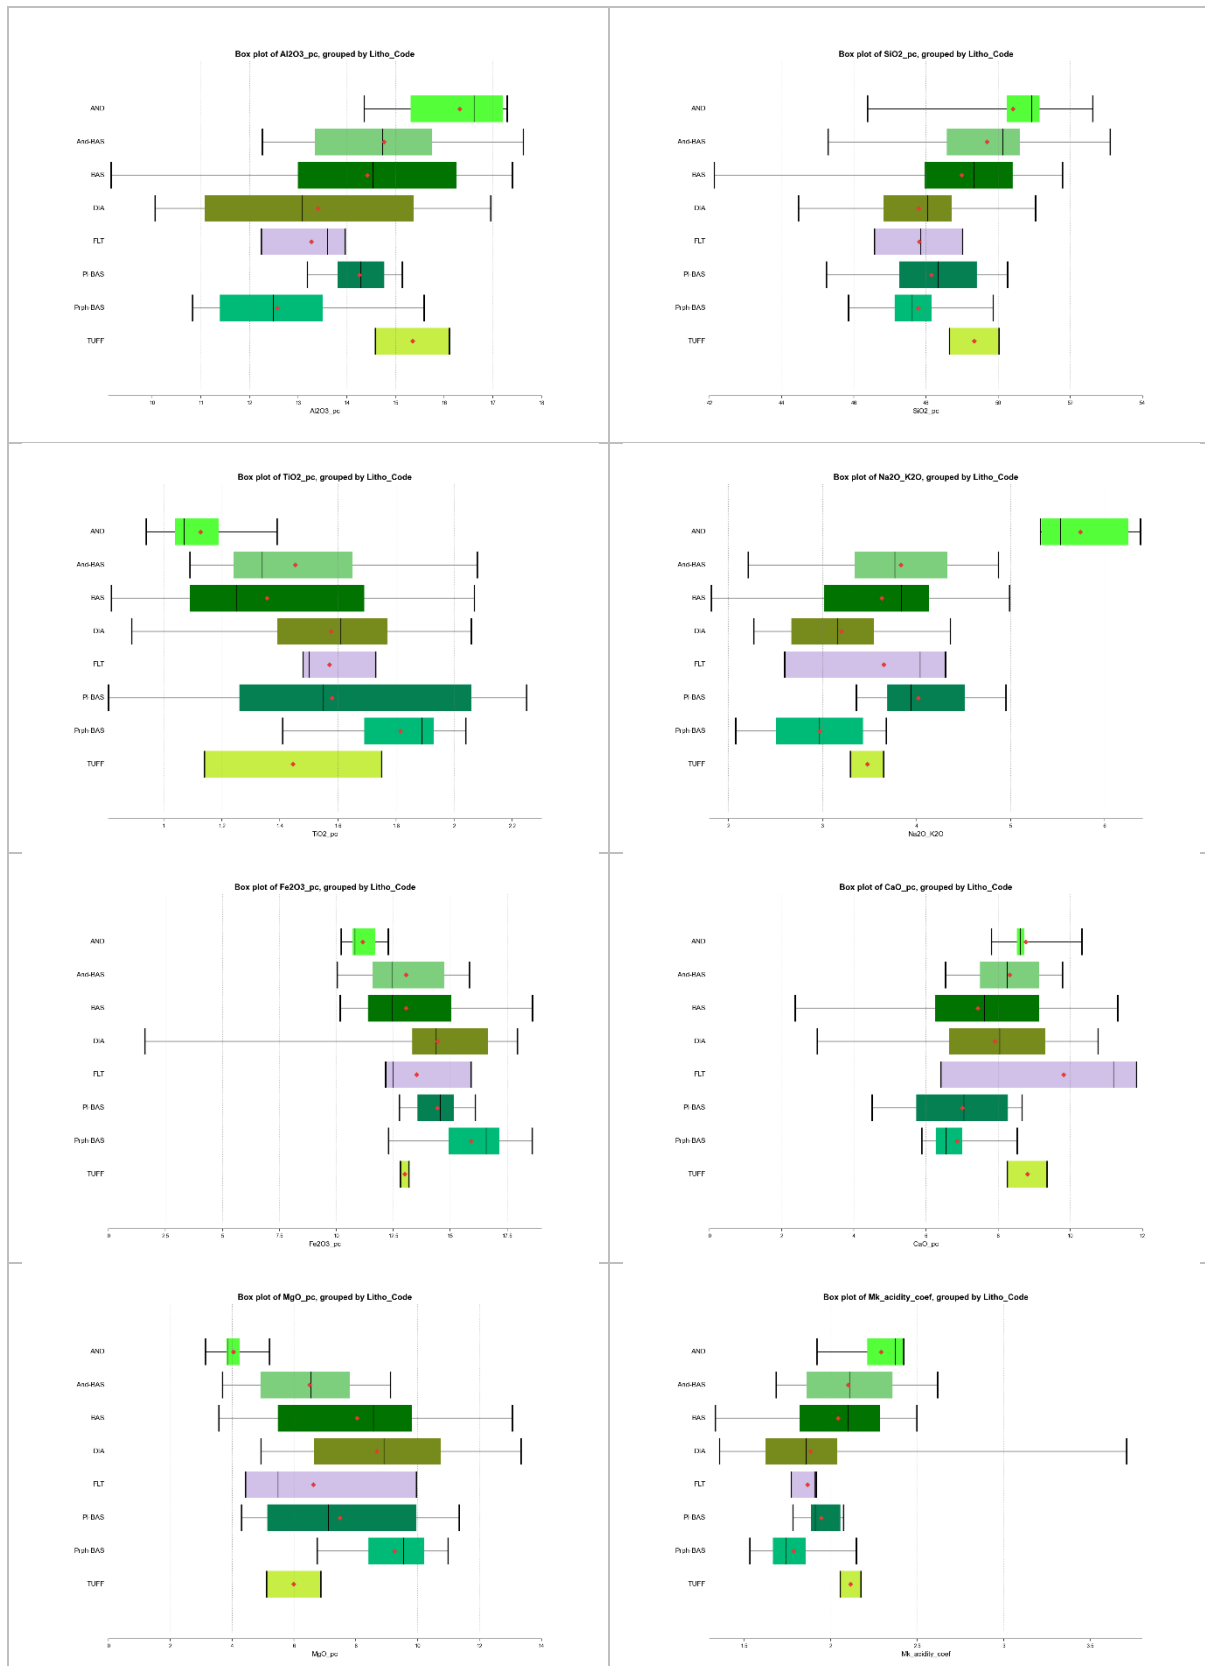 Box plot of Al2O3_pc, grouped by Litho_Code
AND
And-BAS
BAS
DIA
FLT
Pl-BAS
Prph-BAS
TUFF
10 11 12 13 14 15 16 17 18
Al2O3_pc
Box plot of SiO2_pc, grouped by Litho_Code
AND
And-BAS
BAS
DIA
FLT
Pl-BAS
Prph-BAS
TUFF
42 44 46 48 50 52 54
SiO2_pc
Box plot of TiO2_pc, grouped by Litho_Code
AND
And-BAS
BAS
DIA
FLT
Pl-BAS
Prph-BAS
TUFF
1 1.2 1.4 1.6 1.8 2 2.2
TiO2_pc
Box plot of Na2O_K2O, grouped by Litho_Code
AND
And-BAS
BAS
DIA
FLT
Pl-BAS
Prph-BAS
TUFF
2 3 4 5 6
Na2O_K2O
Box plot of Fe2O3_pc, grouped by Litho_Code
AND
And-BAS
BAS
DIA
FLT
Pl-BAS
Prph-BAS
TUFF
0 2.5 5 7.5 10 12.5 15 17.5
Fe2O3_pc
Box plot of CaO_pc, grouped by Litho_Code
AND
And-BAS
BAS
DIA
FLT
Pl-BAS
Prph-BAS
TUFF
0 2 4 6 8 10 12
CaO_pc
Box plot of MgO_pc, grouped by Litho_Code
AND
And-BAS
BAS
DIA
FLT
Pl-BAS
Prph-BAS
TUFF
0 2 4 6 8 10 12 14
MgO_pc
Box plot of Mk_acidity_coef, grouped by Litho_Code
AND
And-BAS
BAS
DIA
FLT
Pl-BAS
Prph-BAS
TUFF
1.5 2 2.5 3 3.5
Mk_acidity_coef